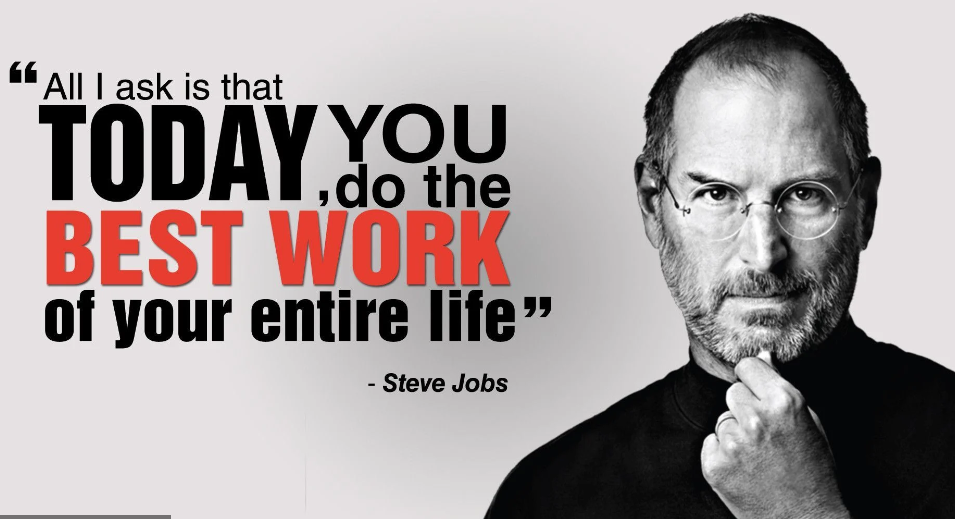 “All I ask is that
TODAY, YOU
do the
BEST WORK
of your entire life”
- Steve Jobs